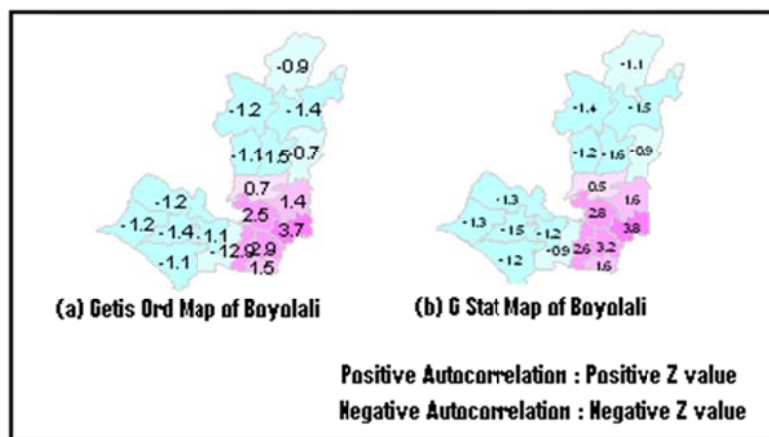 -0.9
-1.2 -1.4
-1.1 1.5 -0.7
0.7
-1.2 1.4
-1.2 2.5
-1.4 -1.1 3.7
2.9
-1.1
1.5
(a) Getis Ord Map of Boyolali
-1.1
-1.4 -1.5
-1.2 -1.6 -0.9
0.5
-1.3 1.6
-1.3 2.8
-1.5 -1.2 3.8
-1.2 -0.9 2.6 3.2
1.6
(b) G Stat Map of Boyolali
Positive Autocorrelation : Positive Z value
Negative Autocorrelation : Negative Z value